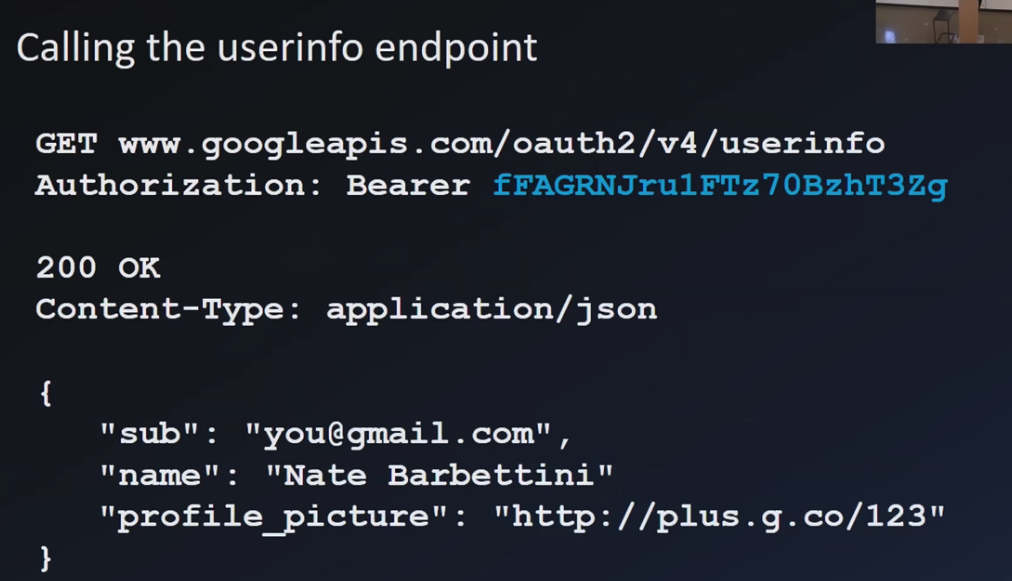 Calling the userinfo endpoint
GET www.googleapis.com/oauth2/v4/userinfo
Authorization: Bearer fFAGRNJru1FTz70BzhT3Zg
200 OK
Content-Type: application/json
{
"sub": "you@gmail.com",
"name": "Nate Barbettini"
"profile_picture": "http://plus.g.co/123"
}